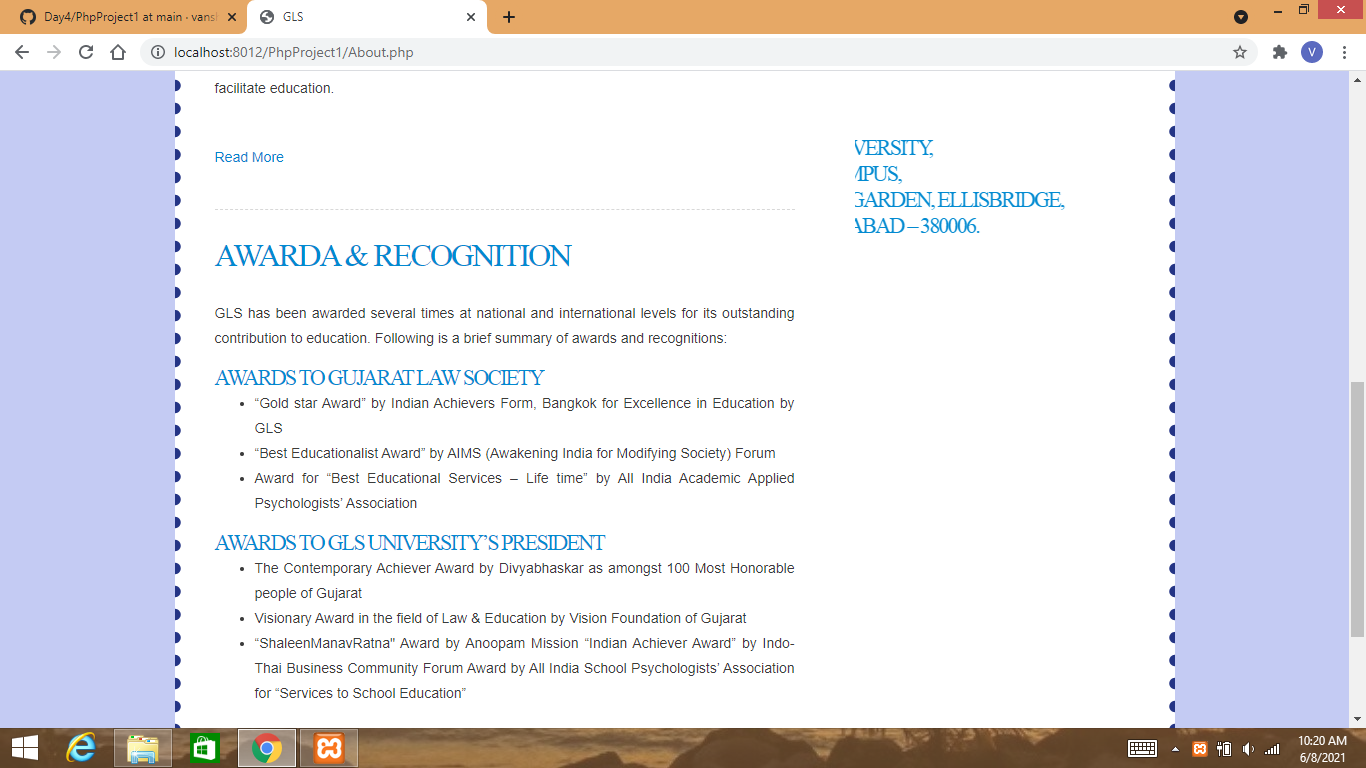 Day4/PhpProject1 at main · vansl
GLS
localhost:8012/PhpProject1/About.php
V
facilitate education.
Read More
VERSITY,
MPUS,
GARDEN, ELLISBRIDGE,
ABAD – 380006.
AWARDA & RECOGNITION
GLS has been awarded several times at national and international levels for its outstanding
contribution to education. Following is a brief summary of awards and recognitions:
AWARDS TO GUJARAT LAW SOCIETY
• “Gold star Award” by Indian Achievers Form, Bangkok for Excellence in Education by
GLS
• “Best Educationalist Award” by AIMS (Awakening India for Modifying Society) Forum
• Award for “Best Educational Services – Life time” by All India Academic Applied
Psychologists’ Association
AWARDS TO GLS UNIVERSITY’S PRESIDENT
• The Contemporary Achiever Award by Divyabhaskar as amongst 100 Most Honorable
people of Gujarat
• Visionary Award in the field of Law & Education by Vision Foundation of Gujarat
• “ShaleenManavRatna" Award by Anoopam Mission “Indian Achiever Award” by Indo-
Thai Business Community Forum Award by All India School Psychologists’ Association
for “Services to School Education”
10:20 AM
6/8/2021